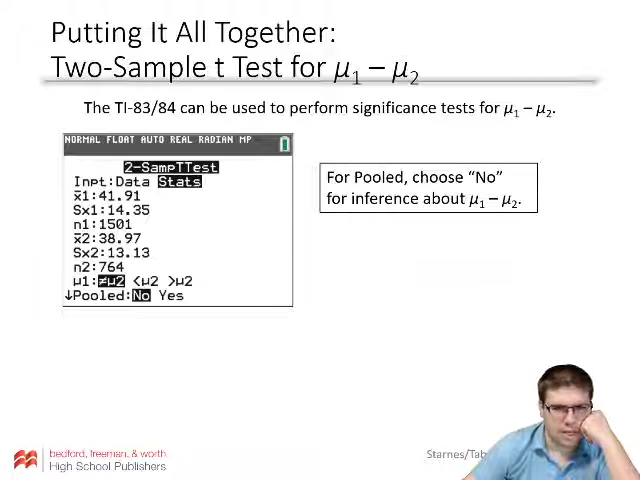 Putting It All Together:
Two-Sample t Test for μ₁ – μ₂
The TI-83/84 can be used to perform significance tests for μ₁ – μ₂.
NORMAL FLOAT AUTO REAL RADIAN MP
2-SampTTest
Inpt:Data Stats
x̄1:41.91
Sx1:14.35
n1:1501
x̄2:38.97
Sx2:13.13
n2:764
μ1:≠μ2 <μ2 >μ2
↓Pooled:No Yes
For Pooled, choose “No”
for inference about μ₁ – μ₂.
bedford, freeman, & worth
High School Publishers
Starnes/Tab